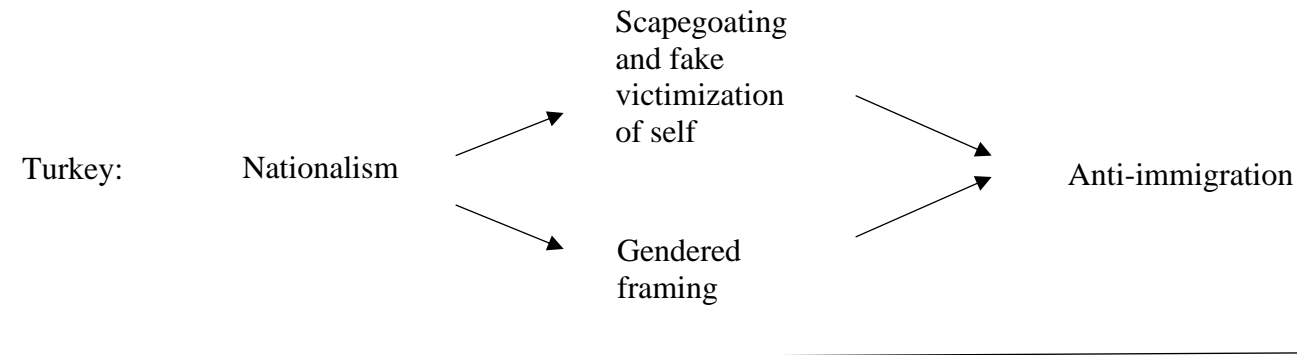 Scapegoating
and fake
victimization
of self
Turkey:
Nationalism
Anti-immigration
Gendered
framing